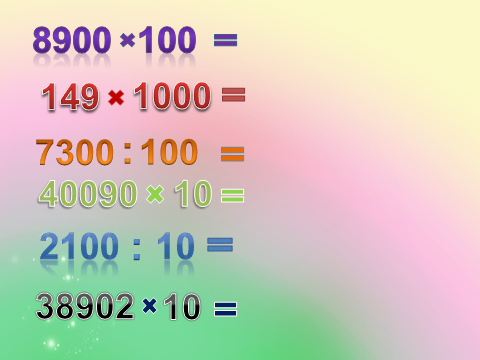 8900 ×100 =
149 × 1000 =
7300 : 100 =
40090 × 10 =
2100 : 10 =
38902 × 10 =